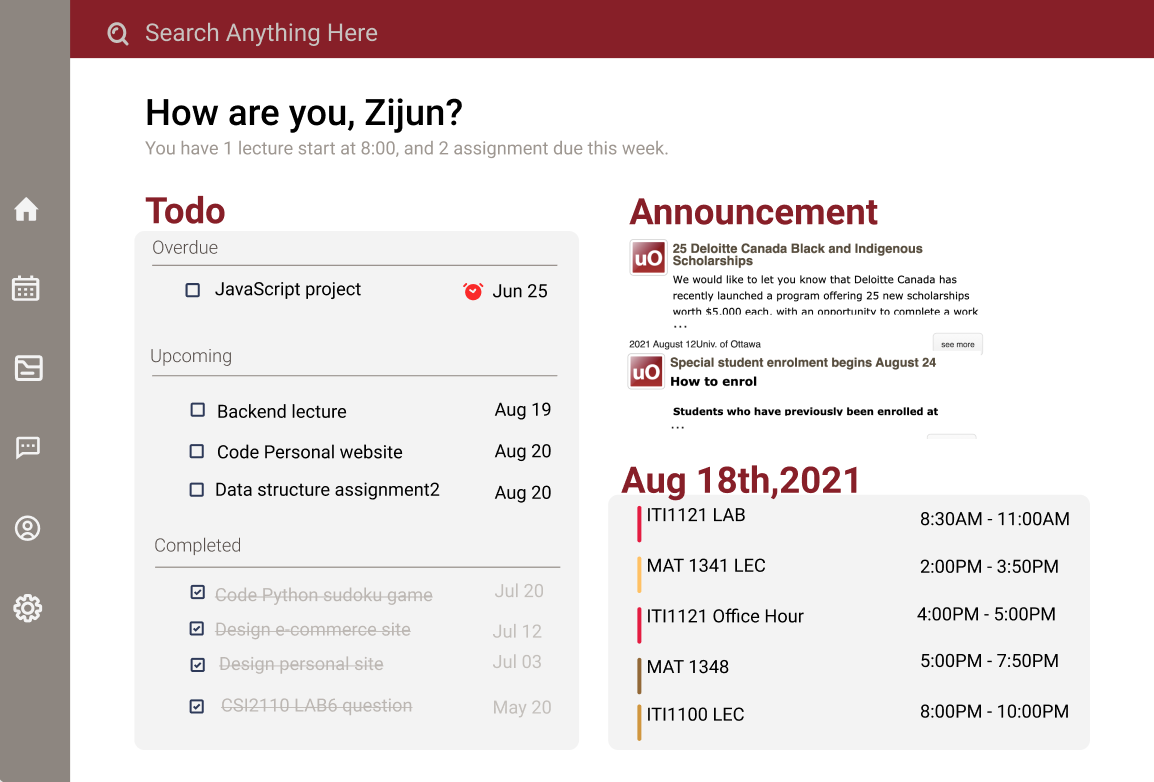 Search Anything Here
How are you, Zijun?
You have 1 lecture start at 8:00, and 2 assignment due this week.
Todo
Overdue
JavaScript project Jun 25
Upcoming
Backend lecture Aug 19
Code Personal website Aug 20
Data structure assignment2 Aug 20
Completed
Code Python sudoku game Jul 20
Design e-commerce site Jul 12
Design personal site Jul 03
CSI2110 LAB6 question May 20
Announcement
uO
25 Deloitte Canada Black and Indigenous
Scholarships
We would like to let you know that Deloitte Canada has
recently launched a program offering 25 new scholarships
worth $5,000 each, with an opportunity to complete a work
...
2021 August 12Univ. of Ottawa see more
uO
Special student enrolment begins August 24
How to enrol
Students who have previously been enrolled at
...
Aug 18th,2021
ITI1121 LAB 8:30AM - 11:00AM
MAT 1341 LEC 2:00PM - 3:50PM
ITI1121 Office Hour 4:00PM - 5:00PM
MAT 1348 5:00PM - 7:50PM
ITI1100 LEC 8:00PM - 10:00PM